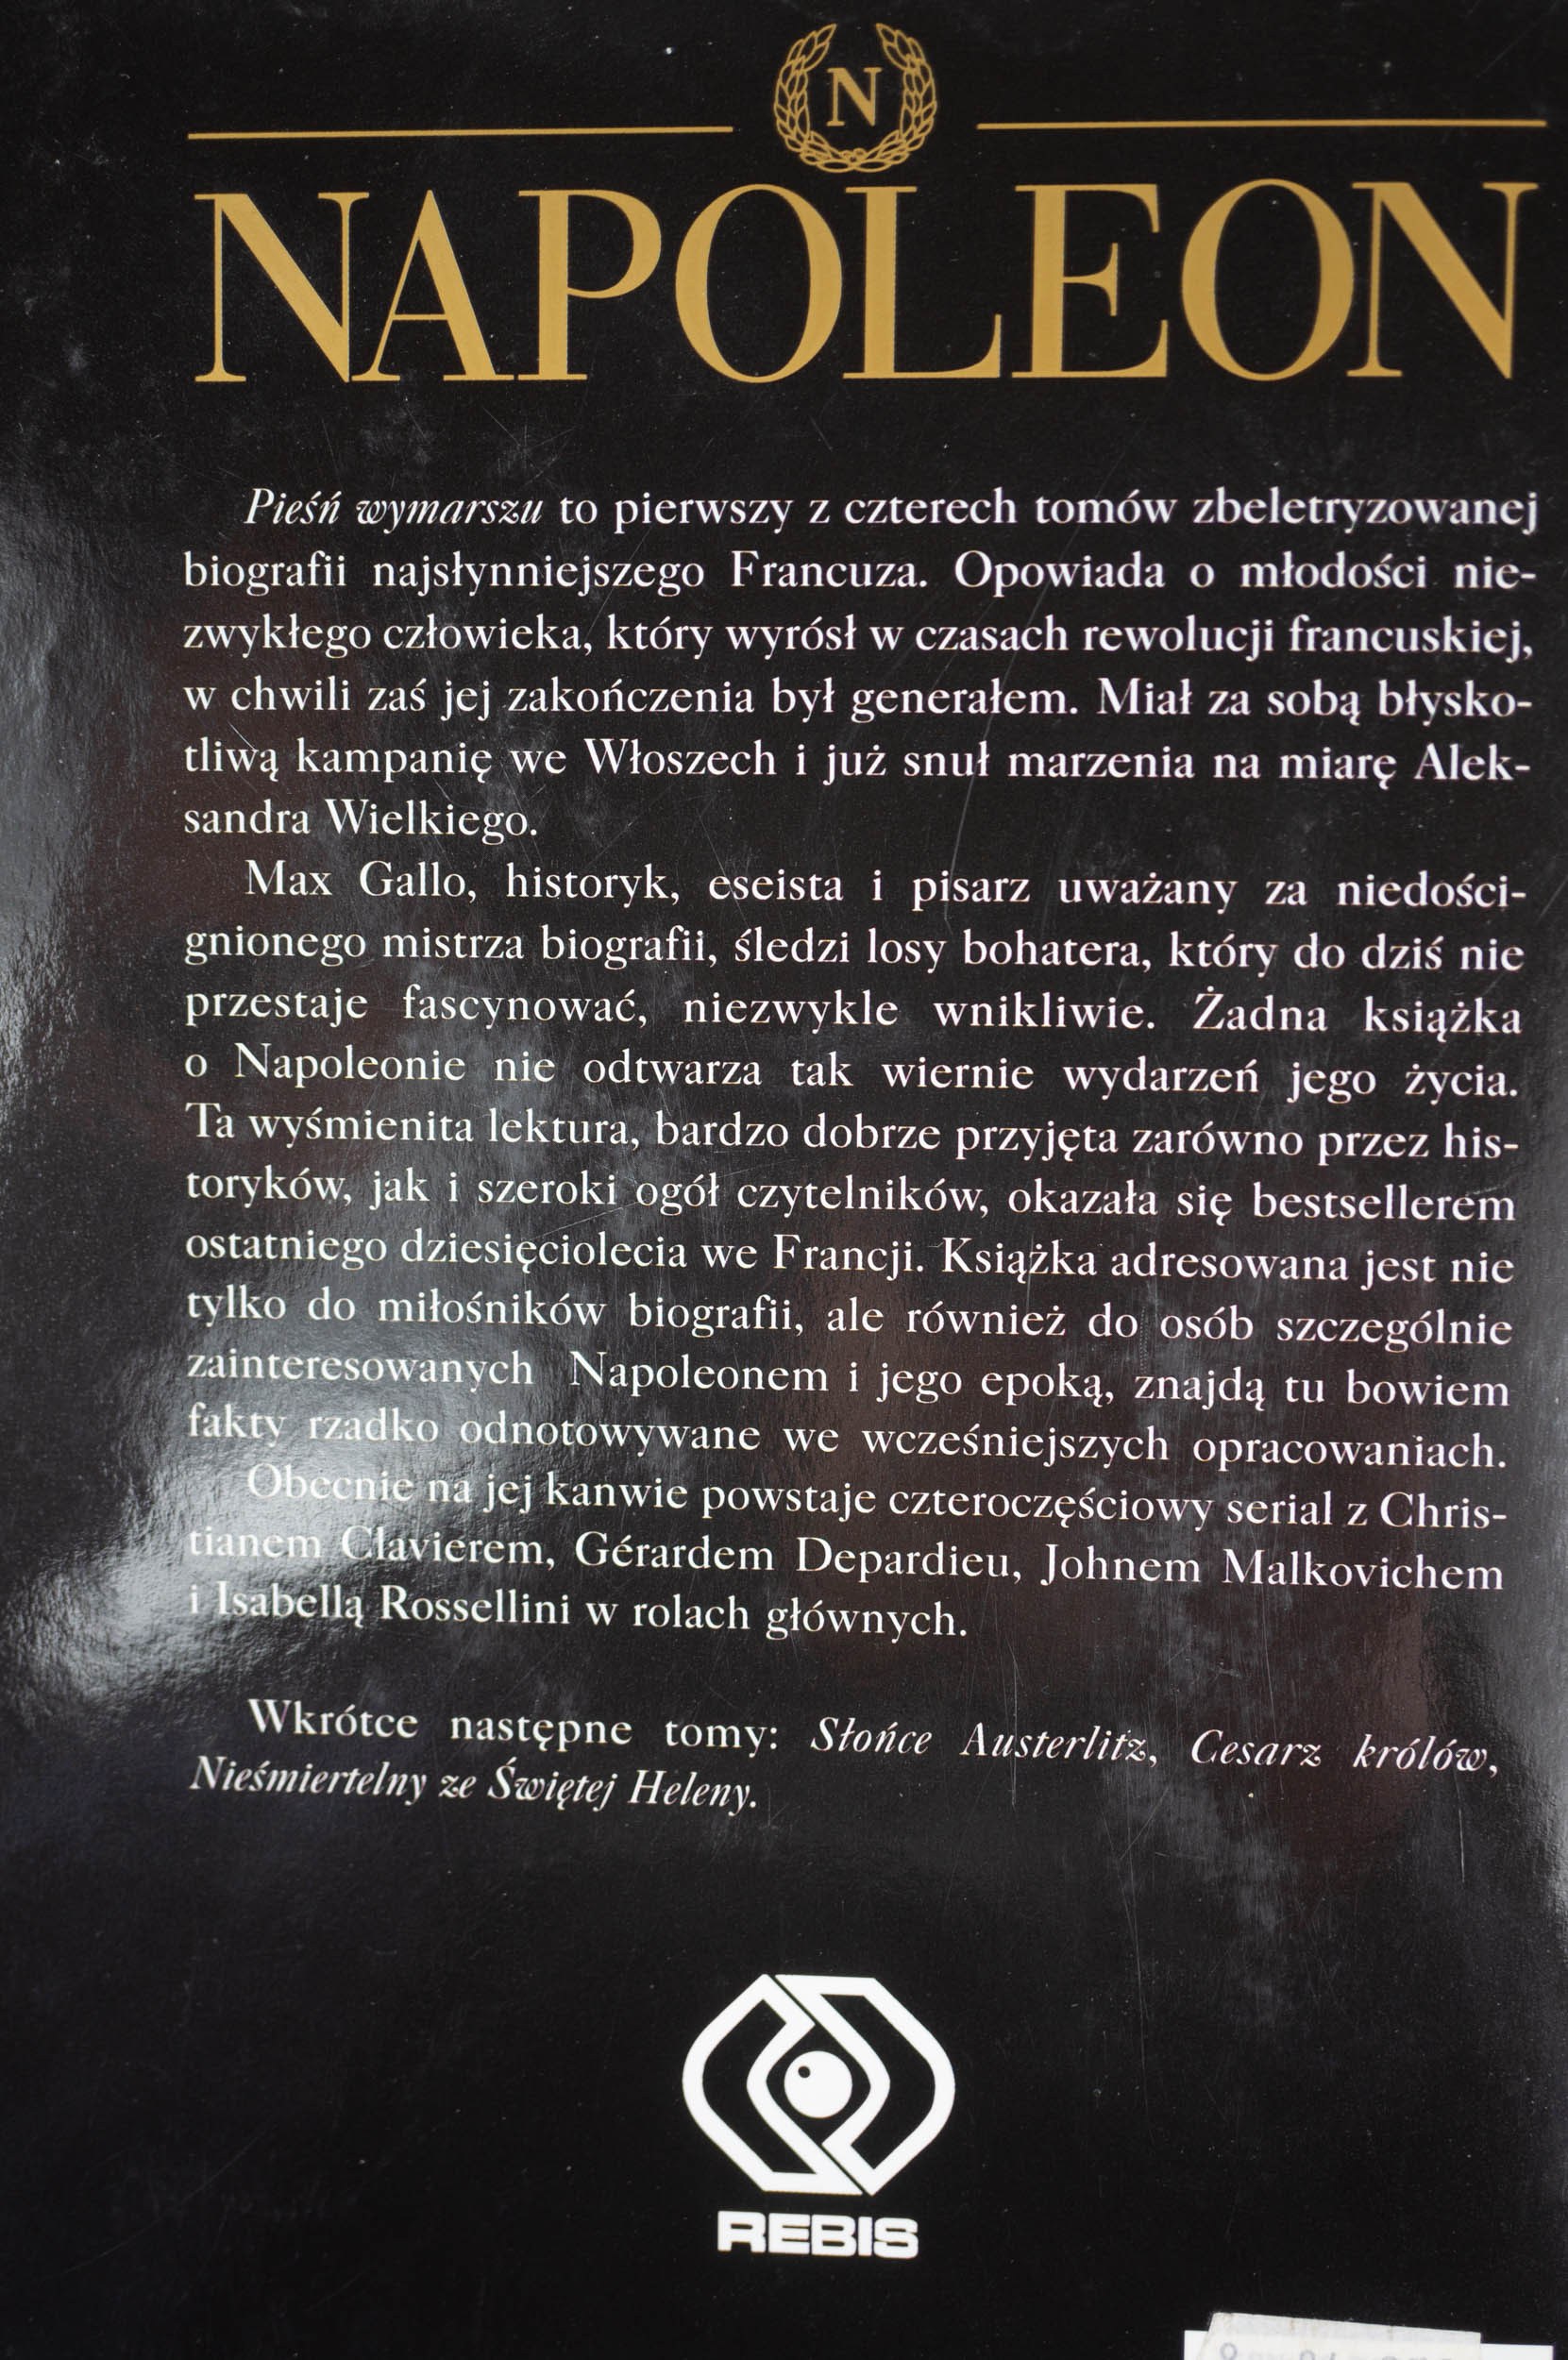 N
NAPOLEON
Pieśń wymarszu to pierwszy z czterech tomów zbeletryzowanej
biografii najsłynniejszego Francuza. Opowiada o młodości nie-
zwykłego człowieka, który wyrósł w czasach rewolucji francuskiej,
w chwili zaś jej zakończenia był generałem. Miał za sobą błysko-
tliwą kampanię we Włoszech i już snuł marzenia na miarę Alek-
sandra Wielkiego.
Max Gallo, historyk, eseista i pisarz uważany za niedości-
gnionego mistrza biografii, śledzi losy bohatera, który do dziś nie
przestaje fascynować, niezwykle wnikliwie. Żadna książka
o Napoleonie nie odtwarza tak wiernie wydarzeń jego życia.
Ta wyśmienita lektura, bardzo dobrze przyjęta zarówno przez his-
toryków, jak i szeroki ogół czytelników, okazała się bestsellerem
ostatniego dziesięciolecia we Francji. Książka adresowana jest nie
tylko do miłośników biografii, ale również do osób szczególnie
zainteresowanych Napoleonem i jego epoką, znajdą tu bowiem
fakty rzadko odnotowywane we wcześniejszych opracowaniach.
Obecnie na jej kanwie powstaje czteroczęściowy serial z Chris-
tianem Clavierem, Gérardem Depardieu, Johnem Malkovichem
i Isabellą Rossellini w rolach głównych.
Wkrótce następne tomy: Słońce Austerlitz, Cesarz królów,
Nieśmiertelny ze Świętej Heleny.
REBIS